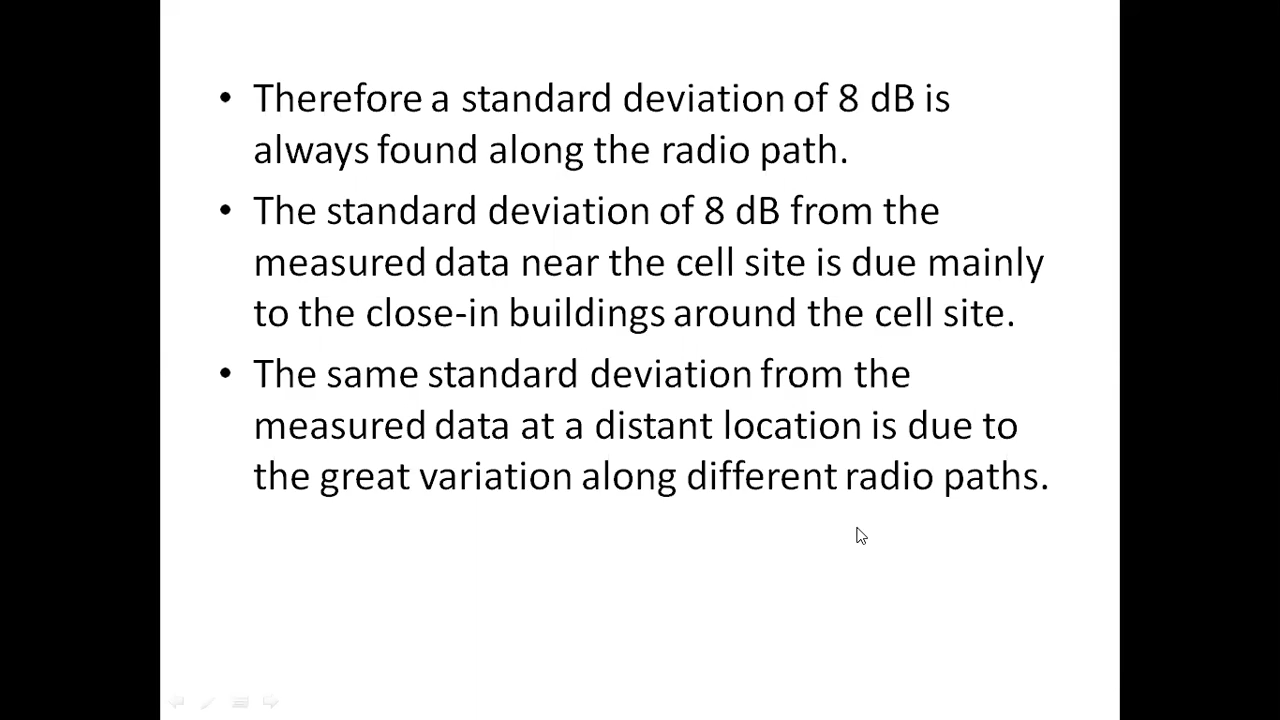 • Therefore a standard deviation of 8 dB is
always found along the radio path.
• The standard deviation of 8 dB from the
measured data near the cell site is due mainly
to the close-in buildings around the cell site.
• The same standard deviation from the
measured data at a distant location is due to
the great variation along different radio paths.